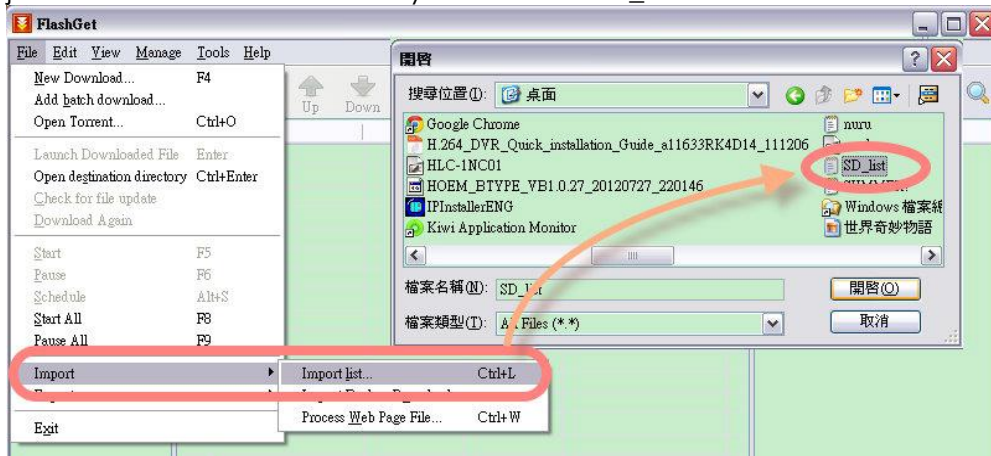 FlashGet
File Edit View Manage Tools Help
New Download... F4
Add batch download...
Open Torrent... Ctrl+O
Launch Downloaded File Enter
Open destination directory Ctrl+Enter
Check for file update
Download Again
Start F5
Pause F6
Schedule Alt+S
Start All F8
Pause All F9
Import
Exit
Import list... Ctrl+L
Process Web Page File... Ctrl+W
Up Down
開啓
搜尋位置(I): 桌面
Google Chrome
H.264_DVR_Quick_installation_Guide_a11633RK4D14_111206
HLC-1NC01
HOEM_BTYPE_VB1.0.27_20120727_220146
IPInstallerENG
Kiwi Application Monitor
nuru
SD_list
Windows 檔案總
世界奇妙物語
檔案名稱(N): SD_list
開啓(O)
檔案類型(T): All Files (*.*)
取消